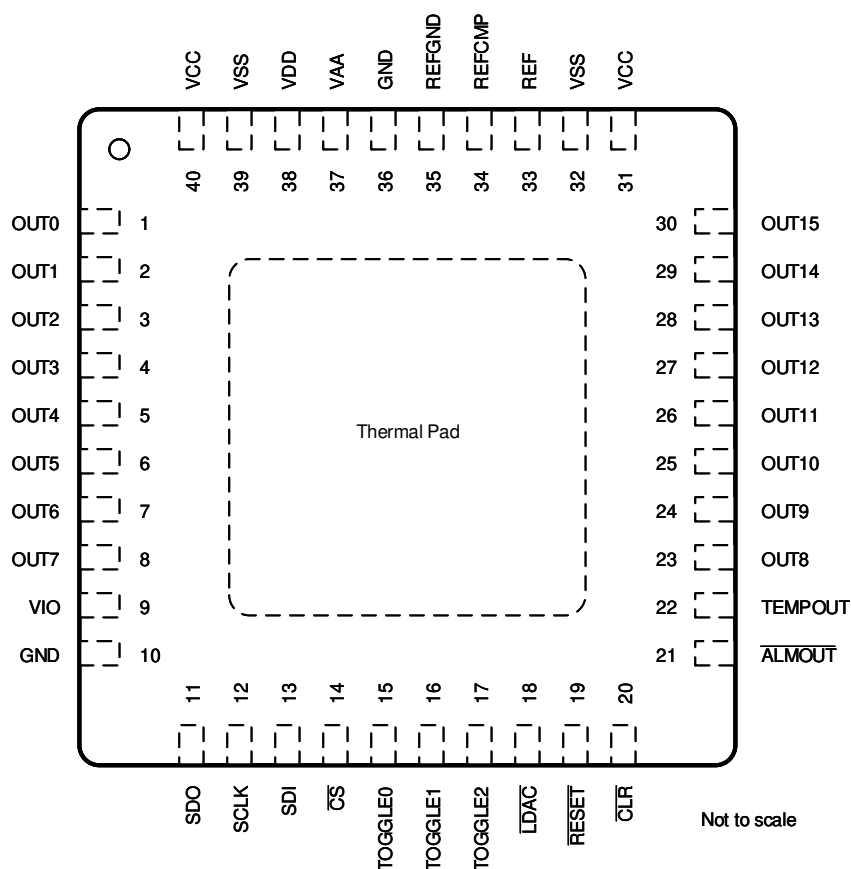 VCC
VSS
VDD
VAA
GND
REFGND
REFCMP
REF
VSS
VCC
40
39
38
37
36
35
34
33
32
31
OUT0 1 30 OUT15
OUT1 2 29 OUT14
OUT2 3 28 OUT13
OUT3 4 27 OUT12
OUT4 5 26 OUT11
Thermal Pad
OUT5 6 25 OUT10
OUT6 7 24 OUT9
OUT7 8 23 OUT8
VIO 9 22 TEMPOUT
GND 10 21 ALMOUT
11
12
13
14
15
16
17
18
19
20
SDO
SCLK
SDI
CS
TOGGLE0
TOGGLE1
TOGGLE2
LDAC
RESET
CLR
Not to scale